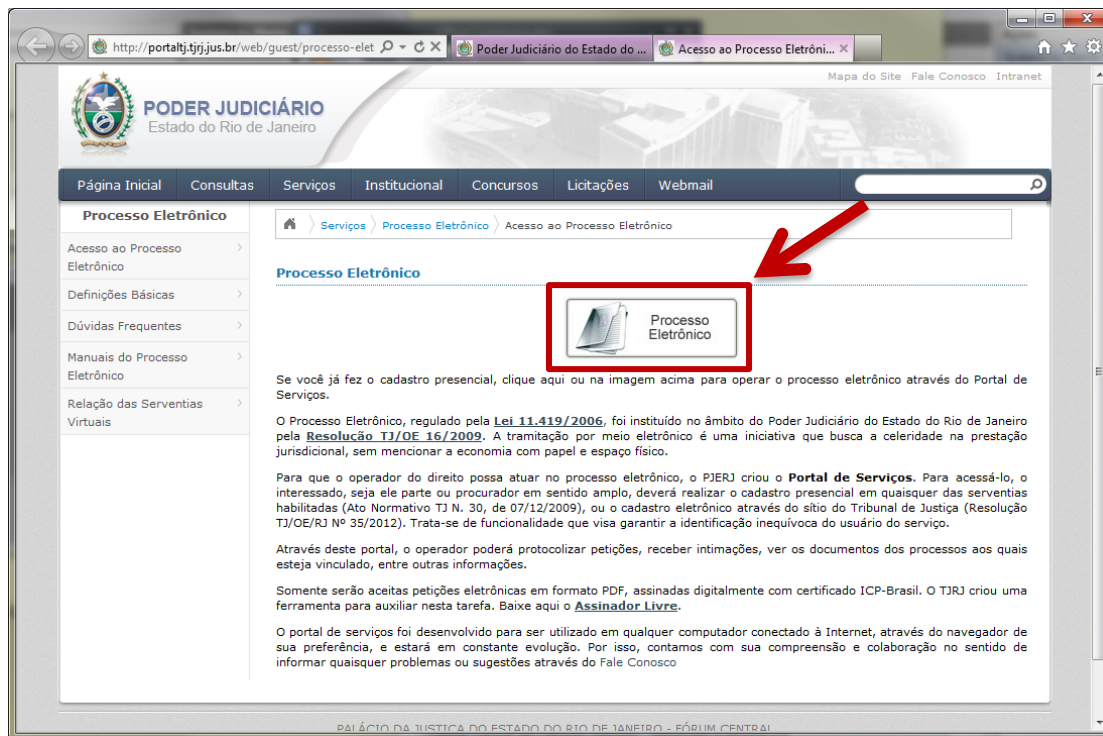 http://portaltj.tjrj.jus.br/web/guest/processo-elet
Poder Judiciário do Estado do ...
Acesso ao Processo Eletrôni...
Mapa do Site Fale Conosco Intranet
PODER JUDICIÁRIO
Estado do Rio de Janeiro
Página Inicial Consultas Serviços Institucional Concursos Licitações Webmail
Processo Eletrônico
Acesso ao Processo
Eletrônico
Definições Básicas
Dúvidas Frequentes
Manuais do Processo
Eletrônico
Relação das Serventias
Virtuais
Serviços Processo Eletrônico Acesso ao Processo Eletrônico
Processo Eletrônico
Processo
Eletrônico
Se você já fez o cadastro presencial, clique aqui ou na imagem acima para operar o processo eletrônico através do Portal de
Serviços.
O Processo Eletrônico, regulado pela Lei 11.419/2006, foi instituído no âmbito do Poder Judiciário do Estado do Rio de Janeiro
pela Resolução TJ/OE 16/2009. A tramitação por meio eletrônico é uma iniciativa que busca a celeridade na prestação
jurisdicional, sem mencionar a economia com papel e espaço físico.
Para que o operador do direito possa atuar no processo eletrônico, o PJERJ criou o Portal de Serviços. Para acessá-lo, o
interessado, seja ele parte ou procurador em sentido amplo, deverá realizar o cadastro presencial em quaisquer das serventias
habilitadas (Ato Normativo TJ N. 30, de 07/12/2009), ou o cadastro eletrônico através do sítio do Tribunal de Justiça (Resolução
TJ/OE/RJ Nº 35/2012). Trata-se de funcionalidade que visa garantir a identificação inequívoca do usuário do serviço.
Através deste portal, o operador poderá protocolizar petições, receber intimações, ver os documentos dos processos aos quais
esteja vinculado, entre outras informações.
Somente serão aceitas petições eletrônicas em formato PDF, assinadas digitalmente com certificado ICP-Brasil. O TJRJ criou uma
ferramenta para auxiliar nesta tarefa. Baixe aqui o Assinador Livre.
O portal de serviços foi desenvolvido para ser utilizado em qualquer computador conectado à Internet, através do navegador de
sua preferência, e estará em constante evolução. Por isso, contamos com sua compreensão e colaboração no sentido de
informar quaisquer problemas ou sugestões através do Fale Conosco
PALÁCIO DA JUSTIÇA DO ESTADO DO RIO DE JANEIRO - FÓRUM CENTRAL